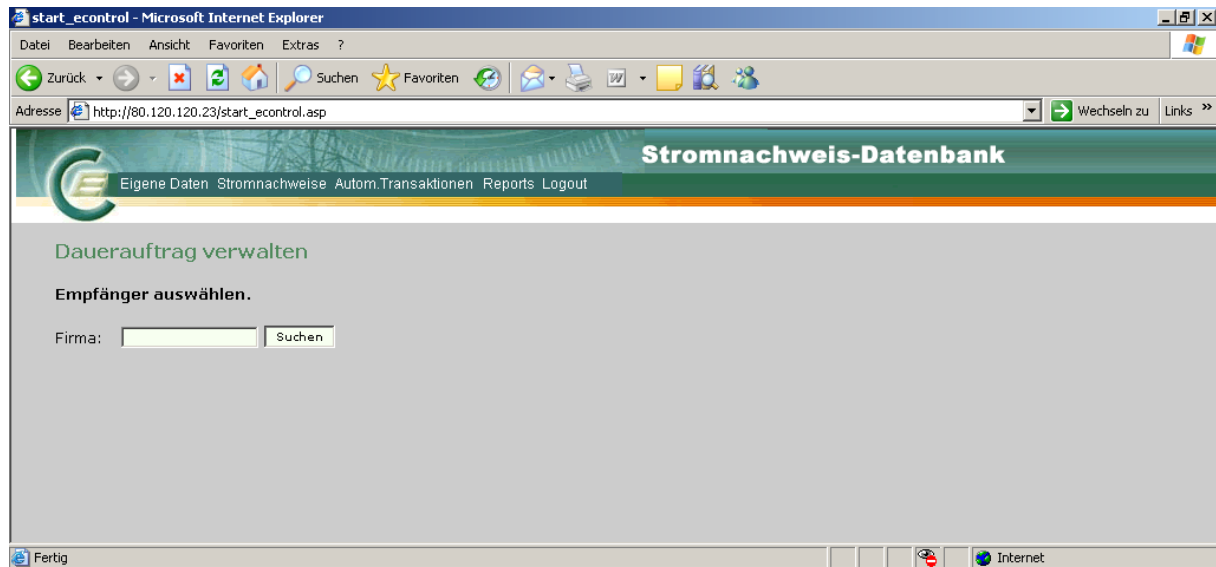 start_econtrol - Microsoft Internet Explorer
Datei Bearbeiten Ansicht Favoriten Extras ?
Zurück Suchen Favoriten
Adresse http://80.120.120.23/start_econtrol.asp Wechseln zu Links »
Stromnachweis-Datenbank
Eigene Daten Stromnachweise Autom.Transaktionen Reports Logout
Dauerauftrag verwalten
Empfänger auswählen.
Firma: Suchen
Fertig Internet